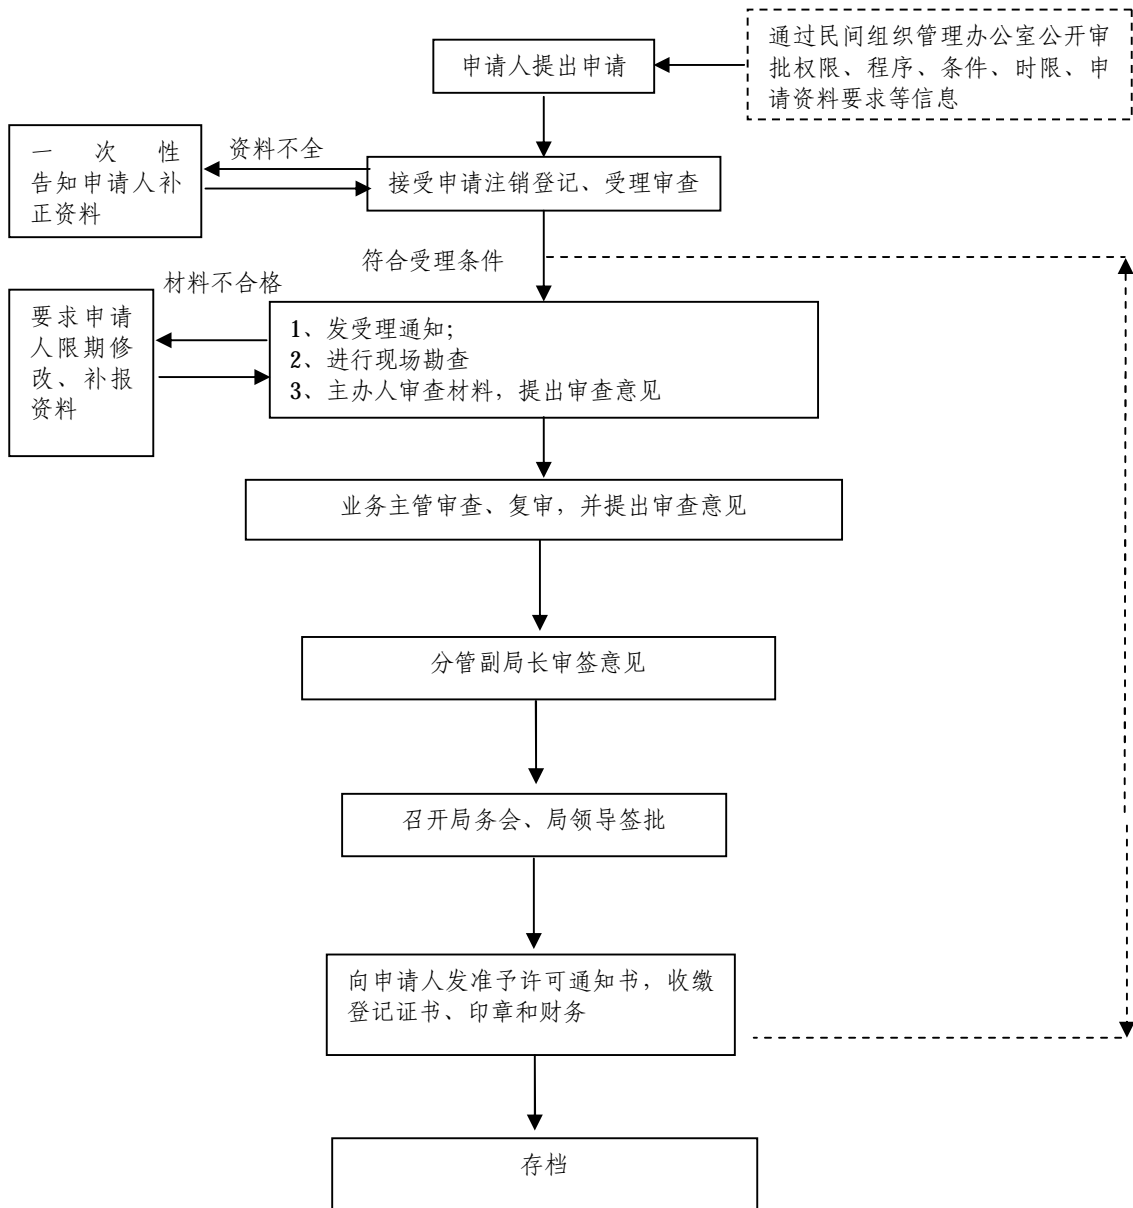 通过民间组织管理办公室公开审
批权限、程序、条件、时限、申
请资料要求等信息
申请人提出申请
一次性
告知申请人补
正资料
资料不全
接受申请注销登记、受理审查
符合受理条件
材料不合格
要求申请
人限期修
改、补报
资料
1、发受理通知;
2、进行现场勘查
3、主办人审查材料,提出审查意见
业务主管审查、复审,并提出审查意见
分管副局长审签意见
召开局务会、局领导签批
向申请人发准予许可通知书,收缴
登记证书、印章和财务
存档